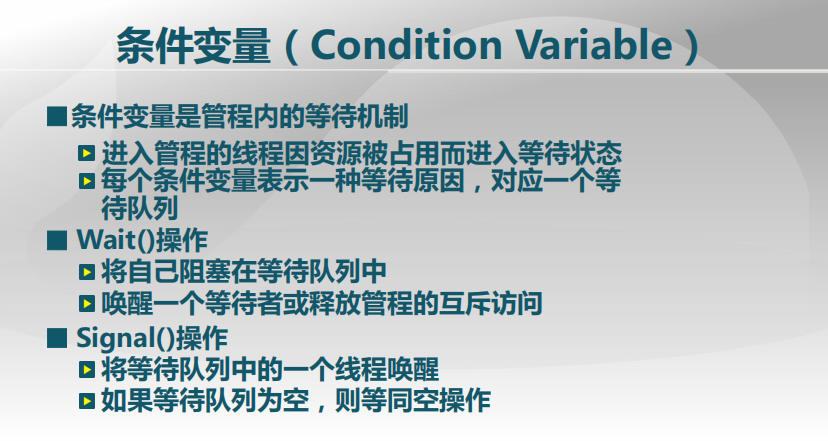 条件变量（Condition Variable）
条件变量是管程内的等待机制
进入管程的线程因资源被占用而进入等待状态
每个条件变量表示一种等待原因，对应一个等
待队列
Wait()操作
将自己阻塞在等待队列中
唤醒一个等待者或释放管程的互斥访问
Signal()操作
将等待队列中的一个线程唤醒
如果等待队列为空，则等同空操作